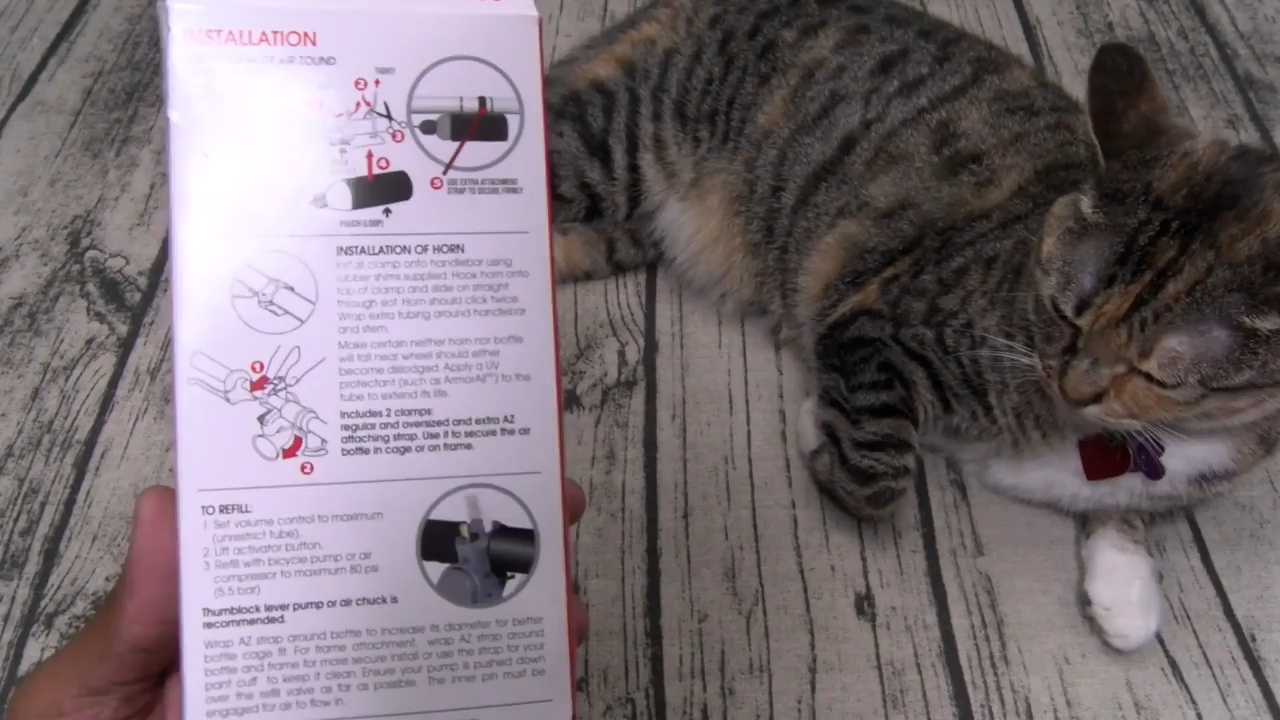 INSTALLATION
OF AIR ZOUND
TIGHT
2
3
4
5 USE EXTRA ATTACHMENT
STRAP TO SECURE FIRMLY
POUCH (LOOP)
INSTALLATION OF HORN
Install clamp onto handlebar using
rubber shims supplied. Hook horn onto
top of clamp and slide on straight
through slot. Horn should click twice.
Wrap extra tubing around handlebar
and stem.
Make certain neither horn nor bottle
will fall near wheel should either
become dislodged. Apply a UV
protectant (such as ArmorAll™) to the
tube to extend its life.
Includes 2 clamps:
regular and oversized and extra AZ
attaching strap. Use it to secure the air
bottle in cage or on frame.
1
2
TO REFILL:
1. Set volume control to maximum
(unrestrict tube).
2. Lift activator button.
3. Refill with bicycle pump or air
compressor to maximum 80 psi
(5.5 bar)
Thumblock lever pump or air chuck is
recommended.
Wrap AZ strap around bottle to increase its diameter for better
bottle cage fit. For frame attachment, wrap AZ strap around
bottle and frame for more secure install or use the strap for your
pant cuff to keep it clean. Ensure your pump is pushed down
over the refill valve as far as possible. The inner pin must be
engaged for air to flow in.